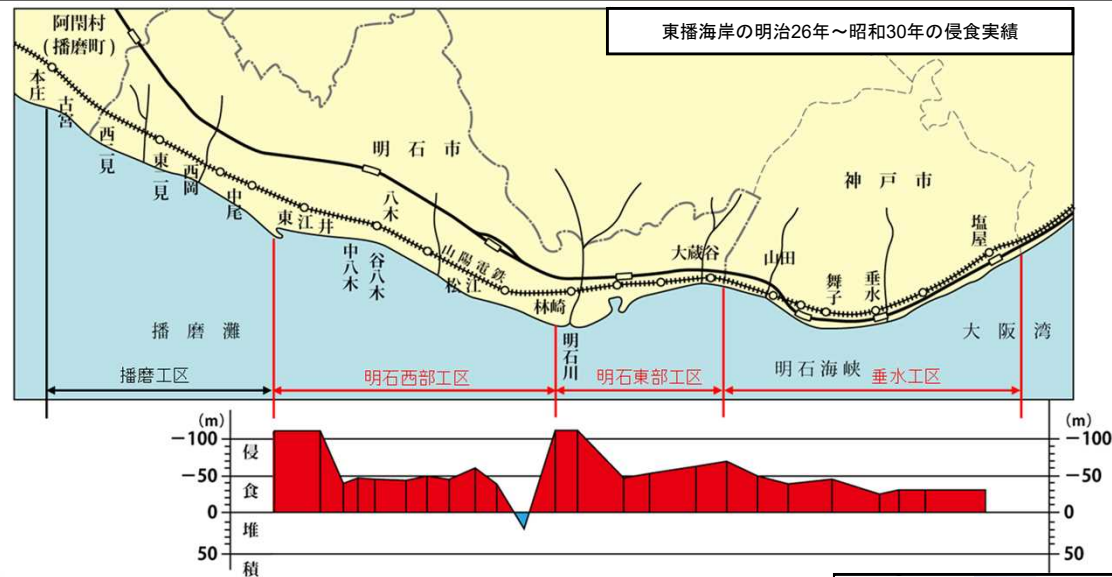 東播海岸の明治26年～昭和30年の侵食実績
阿閇村
(播磨町)
本庄
古宮
西二見
東二見
西岡
中尾
東江井
八木
中八木
谷八木
松江
山陽電鉄
林崎
明石川
大蔵谷
山田
舞子
垂水
塩屋
明石市
神戸市
播磨灘
明石海峡
大阪湾
播磨工区
明石西部工区
明石東部工区
垂水工区
(m)
(m)
－100
－50
0
50
侵食
堆積
－100
－50
0
50